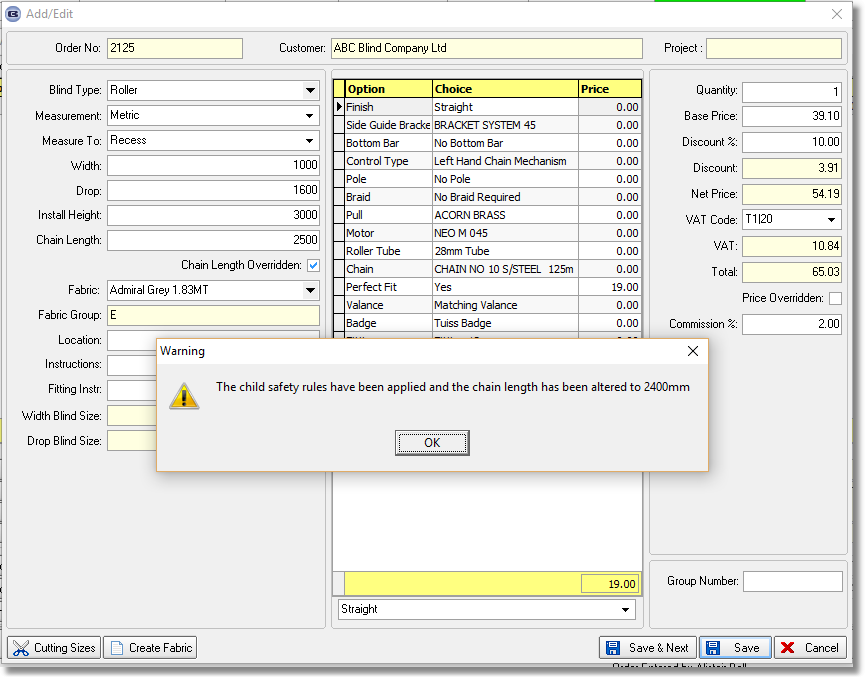 Add/Edit
Order No: 2125 Customer: ABC Blind Company Ltd Project :
Blind Type: Roller
Measurement: Metric
Measure To: Recess
Width: 1000
Drop: 1600
Install Height: 3000
Chain Length: 2500
Chain Length Overridden:
Fabric: Admiral Grey 1.83MT
Fabric Group: E
Location:
Instructions:
Fitting Instr:
Width Blind Size:
Drop Blind Size:
Option Choice Price
Finish Straight 0.00
Side Guide Bracke BRACKET SYSTEM 45 0.00
Bottom Bar No Bottom Bar 0.00
Control Type Left Hand Chain Mechanism 0.00
Pole No Pole 0.00
Braid No Braid Required 0.00
Pull ACORN BRASS 0.00
Motor NEO M 045 0.00
Roller Tube 28mm Tube 0.00
Chain CHAIN NO 10 S/STEEL 125m 0.00
Perfect Fit Yes 19.00
Valance Matching Valance 0.00
Badge Tuiss Badge 0.00
19.00
Straight
Quantity: 1
Base Price: 39.10
Discount %: 10.00
Discount: 3.91
Net Price: 54.19
VAT Code: T1|20
VAT: 10.84
Total: 65.03
Price Overridden:
Commission %: 2.00
Group Number:
Warning
The child safety rules have been applied and the chain length has been altered to 2400mm
OK
Cutting Sizes Create Fabric Save & Next Save Cancel